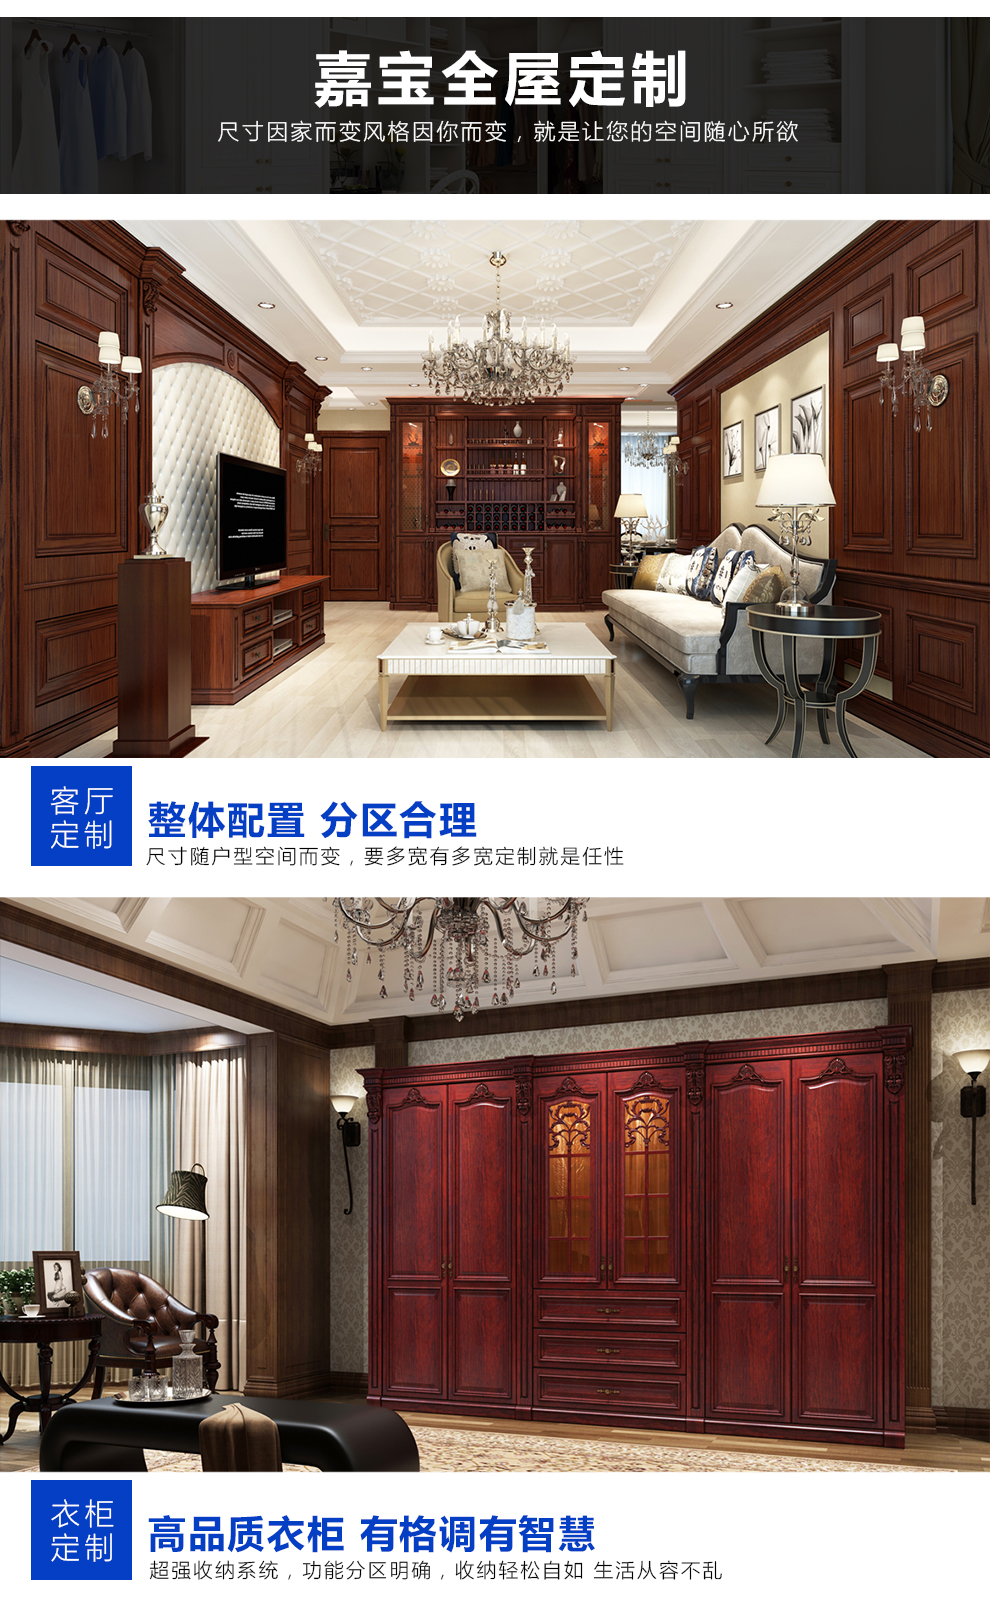 嘉宝全屋定制
尺寸因家而变风格因你而变，就是让您的空间随心所欲
客厅
定制
整体配置 分区合理
尺寸随户型空间而变，要多宽有多宽定制就是任性
衣柜
定制
高品质衣柜 有格调有智慧
超强收纳系统，功能分区明确，收纳轻松自如 生活从容不乱